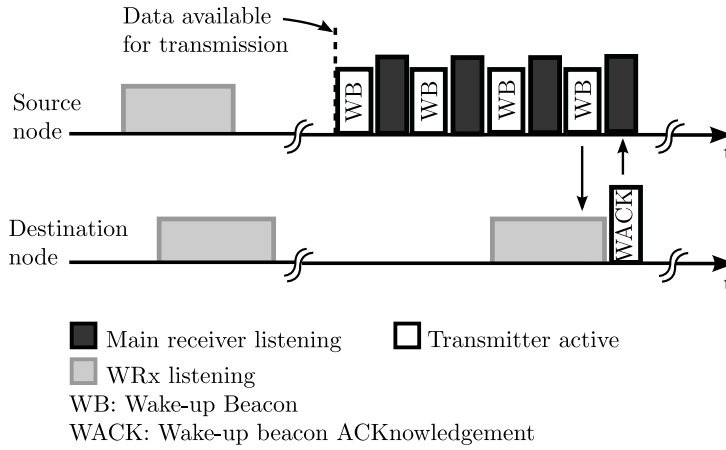 Data available
for transmission
Source
node
WB
WB
WB
WB
t
Destination
node
WACK
t
Main receiver listening
Transmitter active
WRx listening
WB: Wake-up Beacon
WACK: Wake-up beacon ACKnowledgement